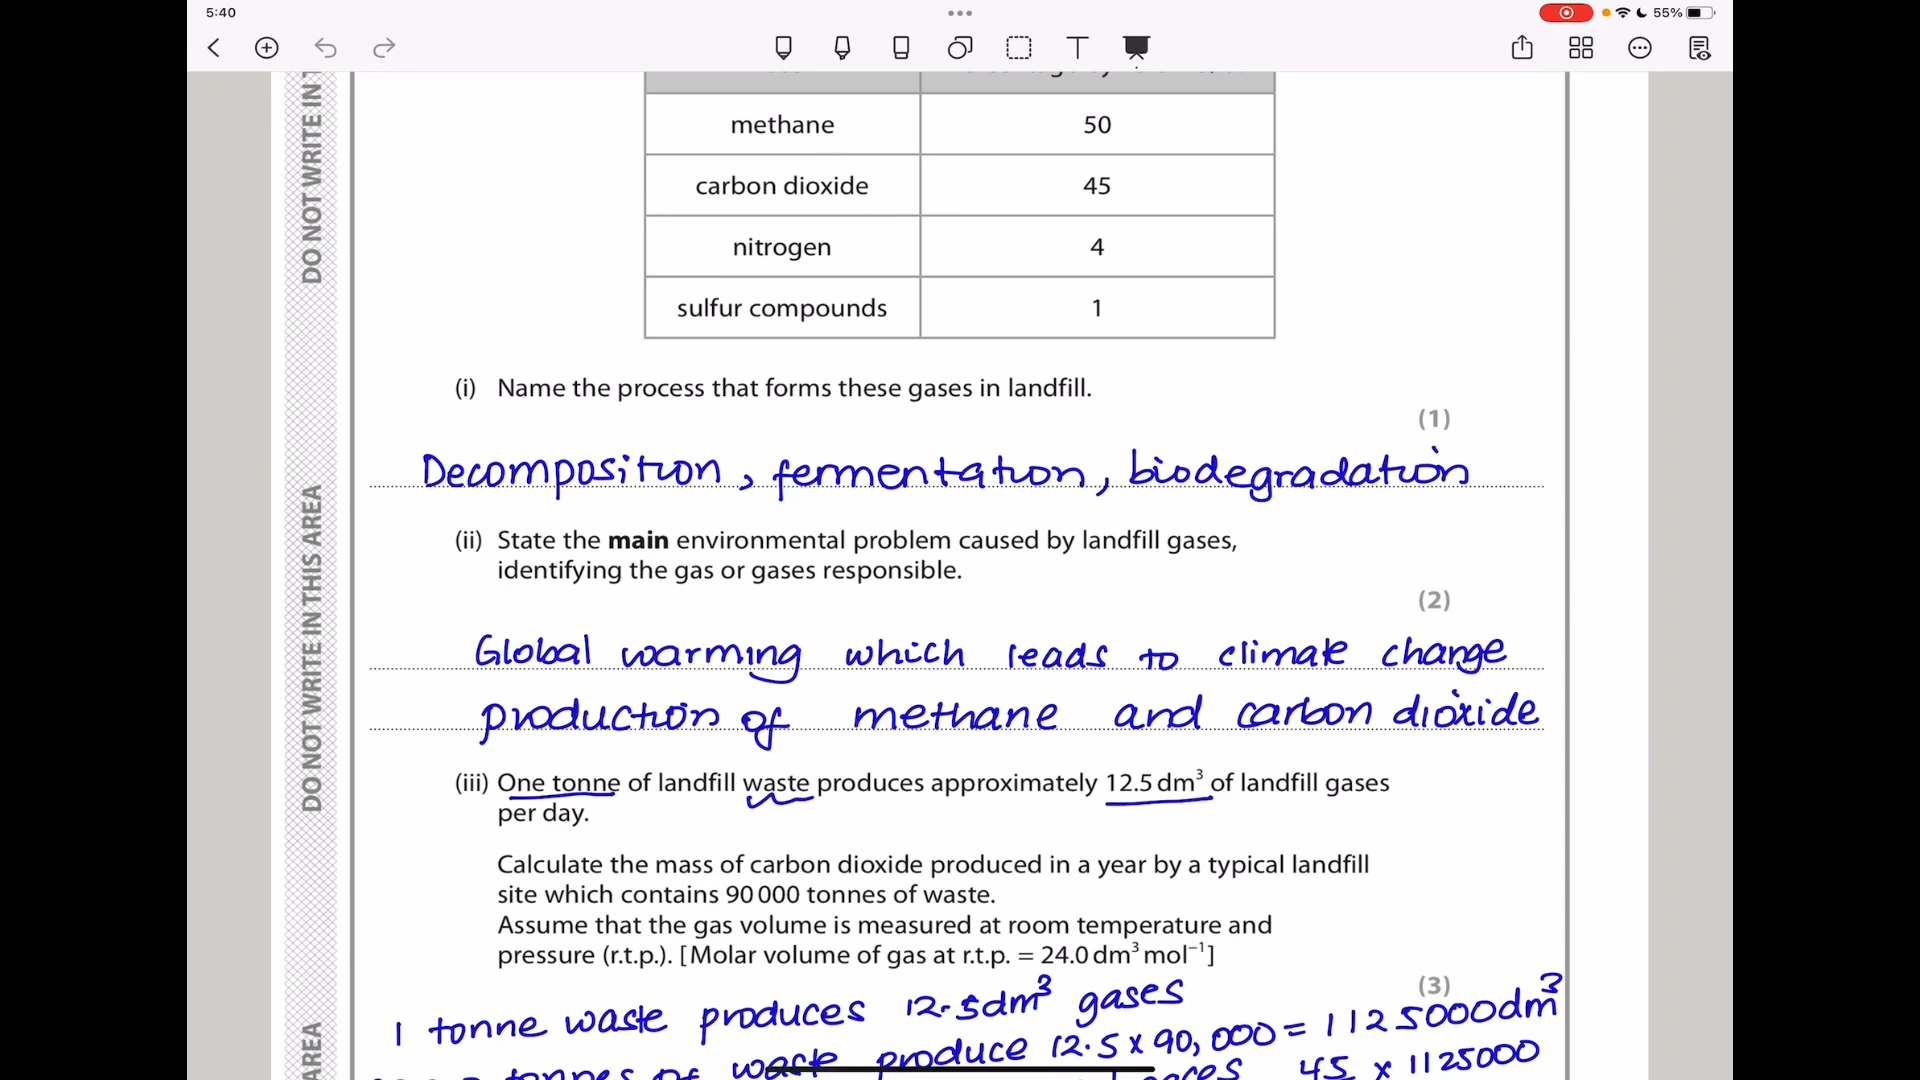 5:40
55%
methane 50
carbon dioxide 45
nitrogen 4
sulfur compounds 1
(i) Name the process that forms these gases in landfill.
(1)
Decomposition, fermentation, biodegradation
(ii) State the main environmental problem caused by landfill gases,
identifying the gas or gases responsible.
(2)
Global warming which leads to climate change
production of methane and carbon dioxide
(iii) One tonne of landfill waste produces approximately 12.5 dm³ of landfill gases
per day.
Calculate the mass of carbon dioxide produced in a year by a typical landfill
site which contains 90 000 tonnes of waste.
Assume that the gas volume is measured at room temperature and
pressure (r.t.p.). [Molar volume of gas at r.t.p. = 24.0 dm³ mol⁻¹]
(3)
1 tonne waste produces 12.5dm³ gases
tonnes of waste produce 12.5 x 90,000 = 1125000dm³
gases 45 x 1125000
DO NOT WRITE IN
DO NOT WRITE IN THIS AREA
AREA